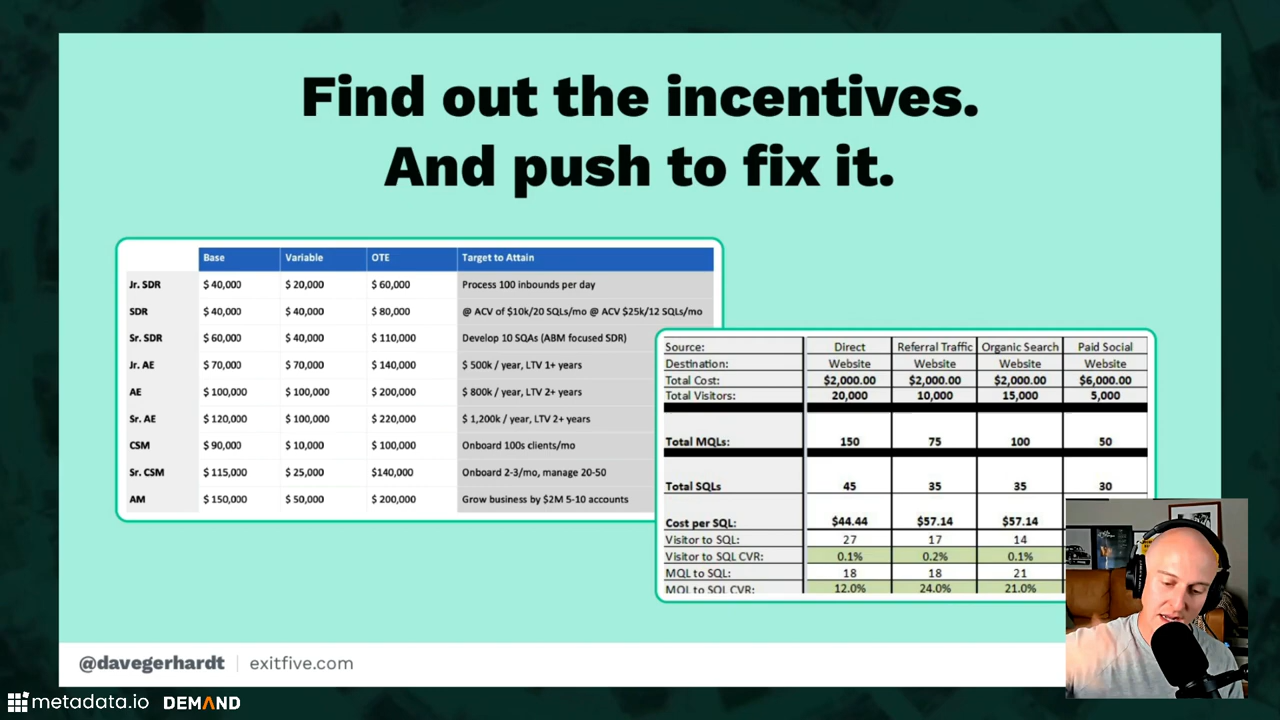 Find out the incentives.
And push to fix it.
Base Variable OTE Target to Attain
Jr. SDR $ 40,000 $ 20,000 $ 60,000 Process 100 inbounds per day
SDR $ 40,000 $ 40,000 $ 80,000 @ ACV of $10k/20 SQLs/mo @ ACV $25k/12 SQLs/mo
Sr. SDR $ 60,000 $ 40,000 $ 110,000 Develop 10 SQAs (ABM focused SDR)
Jr. AE $ 70,000 $ 70,000 $ 140,000 $ 500k / year, LTV 1+ years
AE $ 100,000 $ 100,000 $ 200,000 $ 800k / year, LTV 2+ years
Sr. AE $ 120,000 $ 100,000 $ 220,000 $ 1,200k / year, LTV 2+ years
CSM $ 90,000 $ 10,000 $ 100,000 Onboard 100s clients/mo
Sr. CSM $ 115,000 $ 25,000 $140,000 Onboard 2-3/mo, manage 20-50
AM $ 150,000 $ 50,000 $ 200,000 Grow business by $2M 5-10 accounts
Source: Direct Referral Traffic Organic Search Paid Social
Destination: Website Website Website Website
Total Cost: $2,000.00 $2,000.00 $2,000.00 $6,000.00
Total Visitors: 20,000 10,000 15,000 5,000
Total MQLs: 150 75 100 50
Total SQLs 45 35 35 30
Cost per SQL: $44.44 $57.14 $57.14
Visitor to SQL: 27 17 14
Visitor to SQL CVR: 0.1% 0.2% 0.1%
MQL to SQL: 18 18 21
MQL to SQL CVR: 12.0% 24.0% 21.0%
@davegerhardt exitfive.com
metadata.io DEMAND